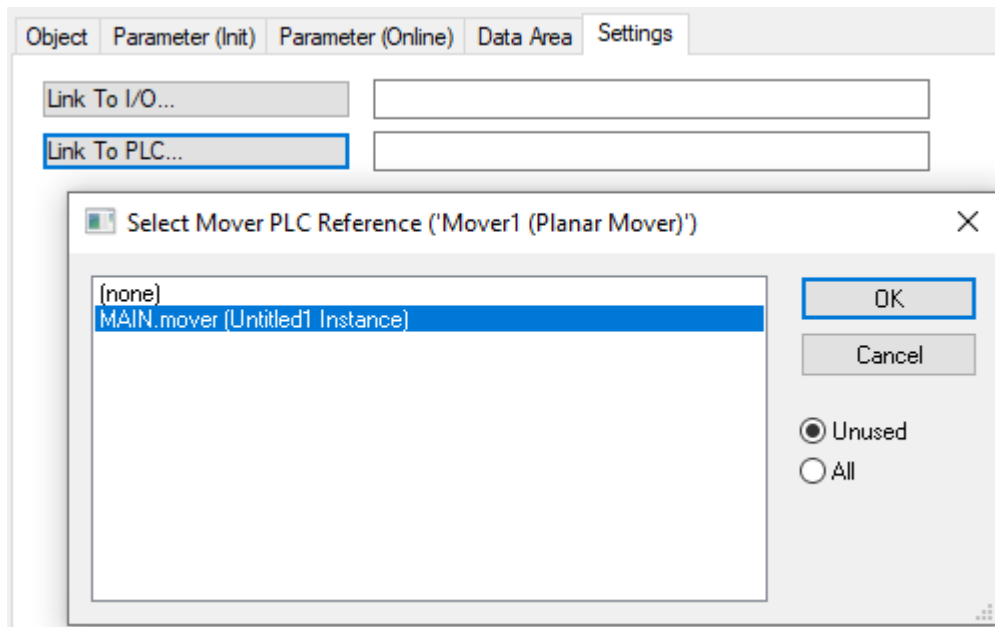 Object Parameter (Init) Parameter (Online) Data Area Settings
Link To I/O...
Link To PLC...
Select Mover PLC Reference ('Mover1 (Planar Mover)')
(none)
MAIN.mover (Untitled1 Instance)
OK
Cancel
Unused
All